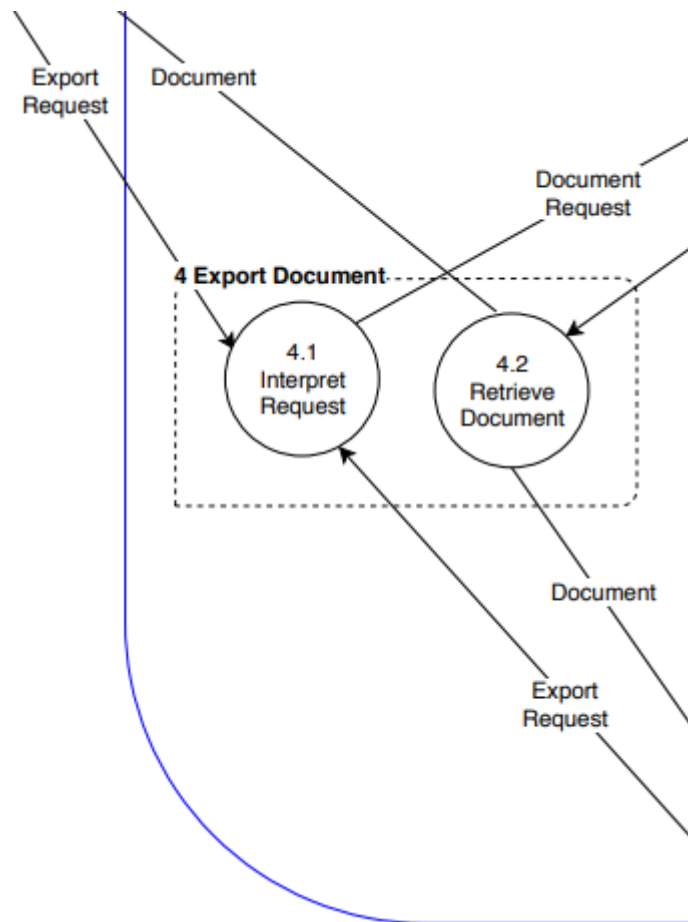 Export
Request
Document
Document
Request
4 Export Document
4.1
Interpret
Request
4.2
Retrieve
Document
Document
Export
Request